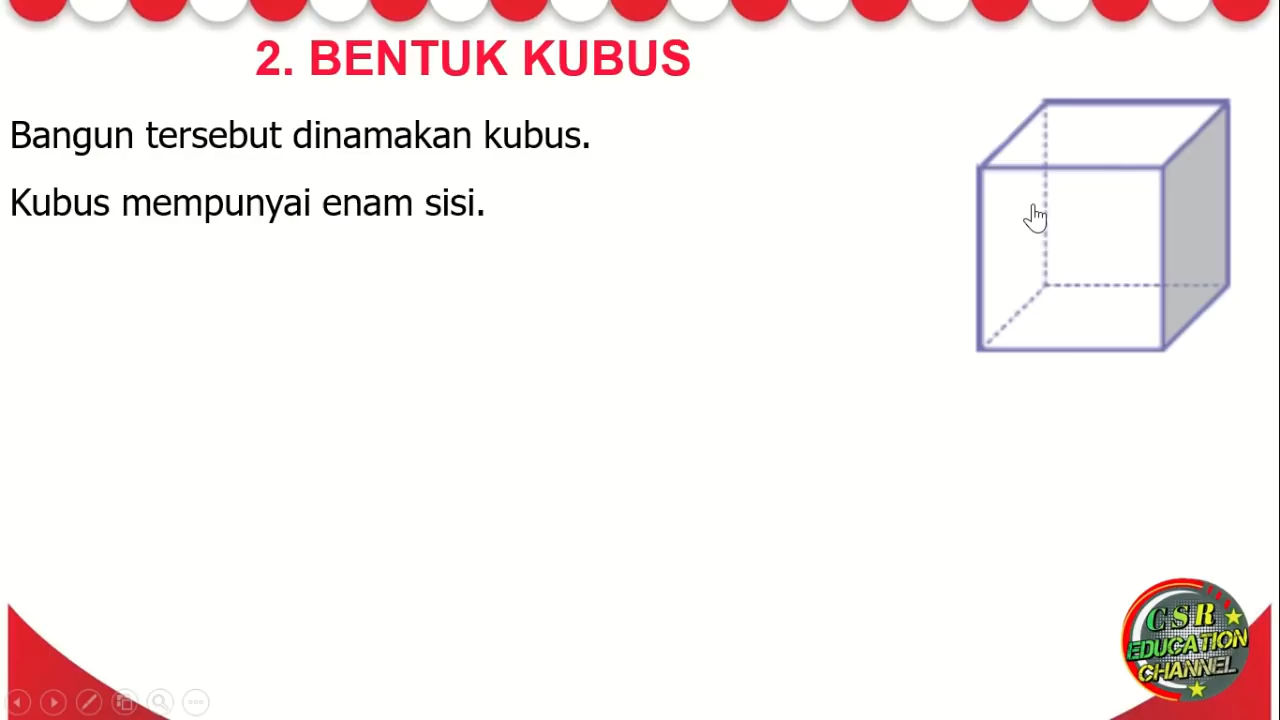 2. BENTUK KUBUS
Bangun tersebut dinamakan kubus.
Kubus mempunyai enam sisi.
CSR
EDUCATION
CHANNEL